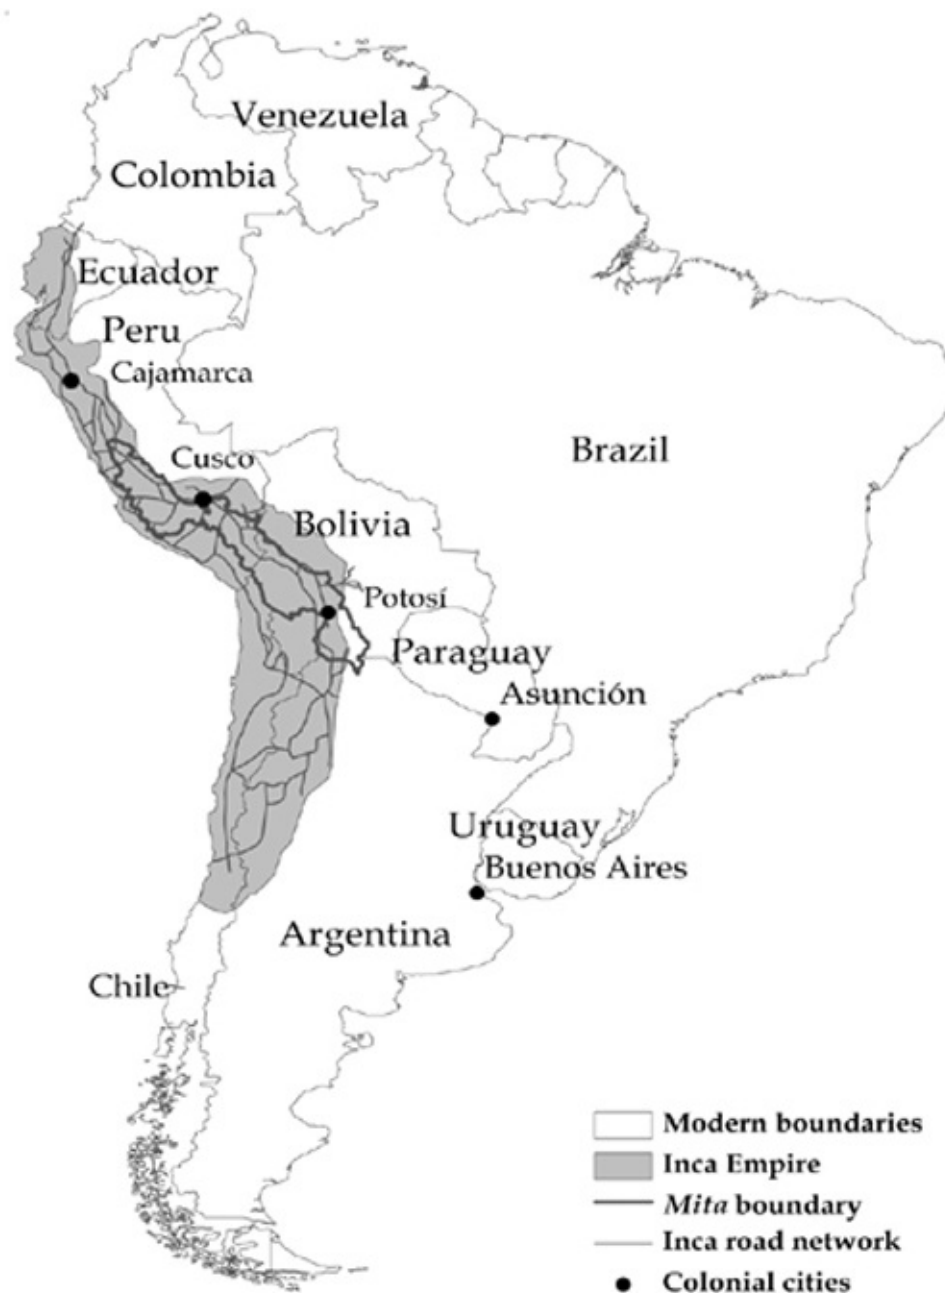 Venezuela
Colombia
Ecuador
Peru
Cajamarca
Brazil
Cusco
Bolivia
Potosí
Paraguay
Asunción
Uruguay
Buenos Aires
Argentina
Chile
Modern boundaries
Inca Empire
Mita boundary
Inca road network
Colonial cities